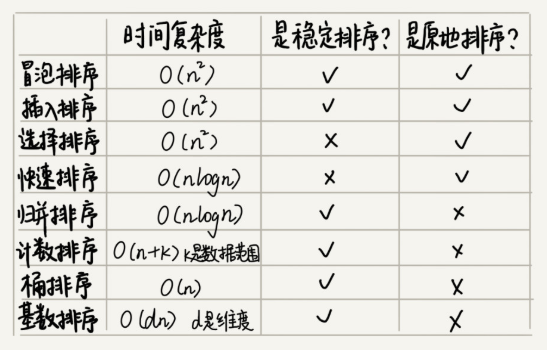 时间复杂度 是稳定排序? 是原地排序?
冒泡排序 O(n²) ✓ ✓
插入排序 O(n²) ✓ ✓
选择排序 O(n²) × ✓
快速排序 O(nlogn) × ✓
归并排序 O(nlogn) ✓ ×
计数排序 O(n+k) k是数据范围 ✓ ×
桶排序 O(n) ✓ ×
基数排序 O(dn) d是维度 ✓ ×